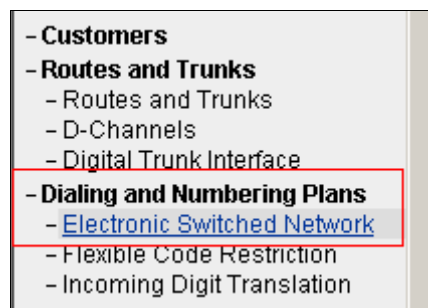 – Customers
– Routes and Trunks
– Routes and Trunks
– D-Channels
– Digital Trunk Interface
– Dialing and Numbering Plans
– Electronic Switched Network
– Flexible Code Restriction
– Incoming Digit Translation